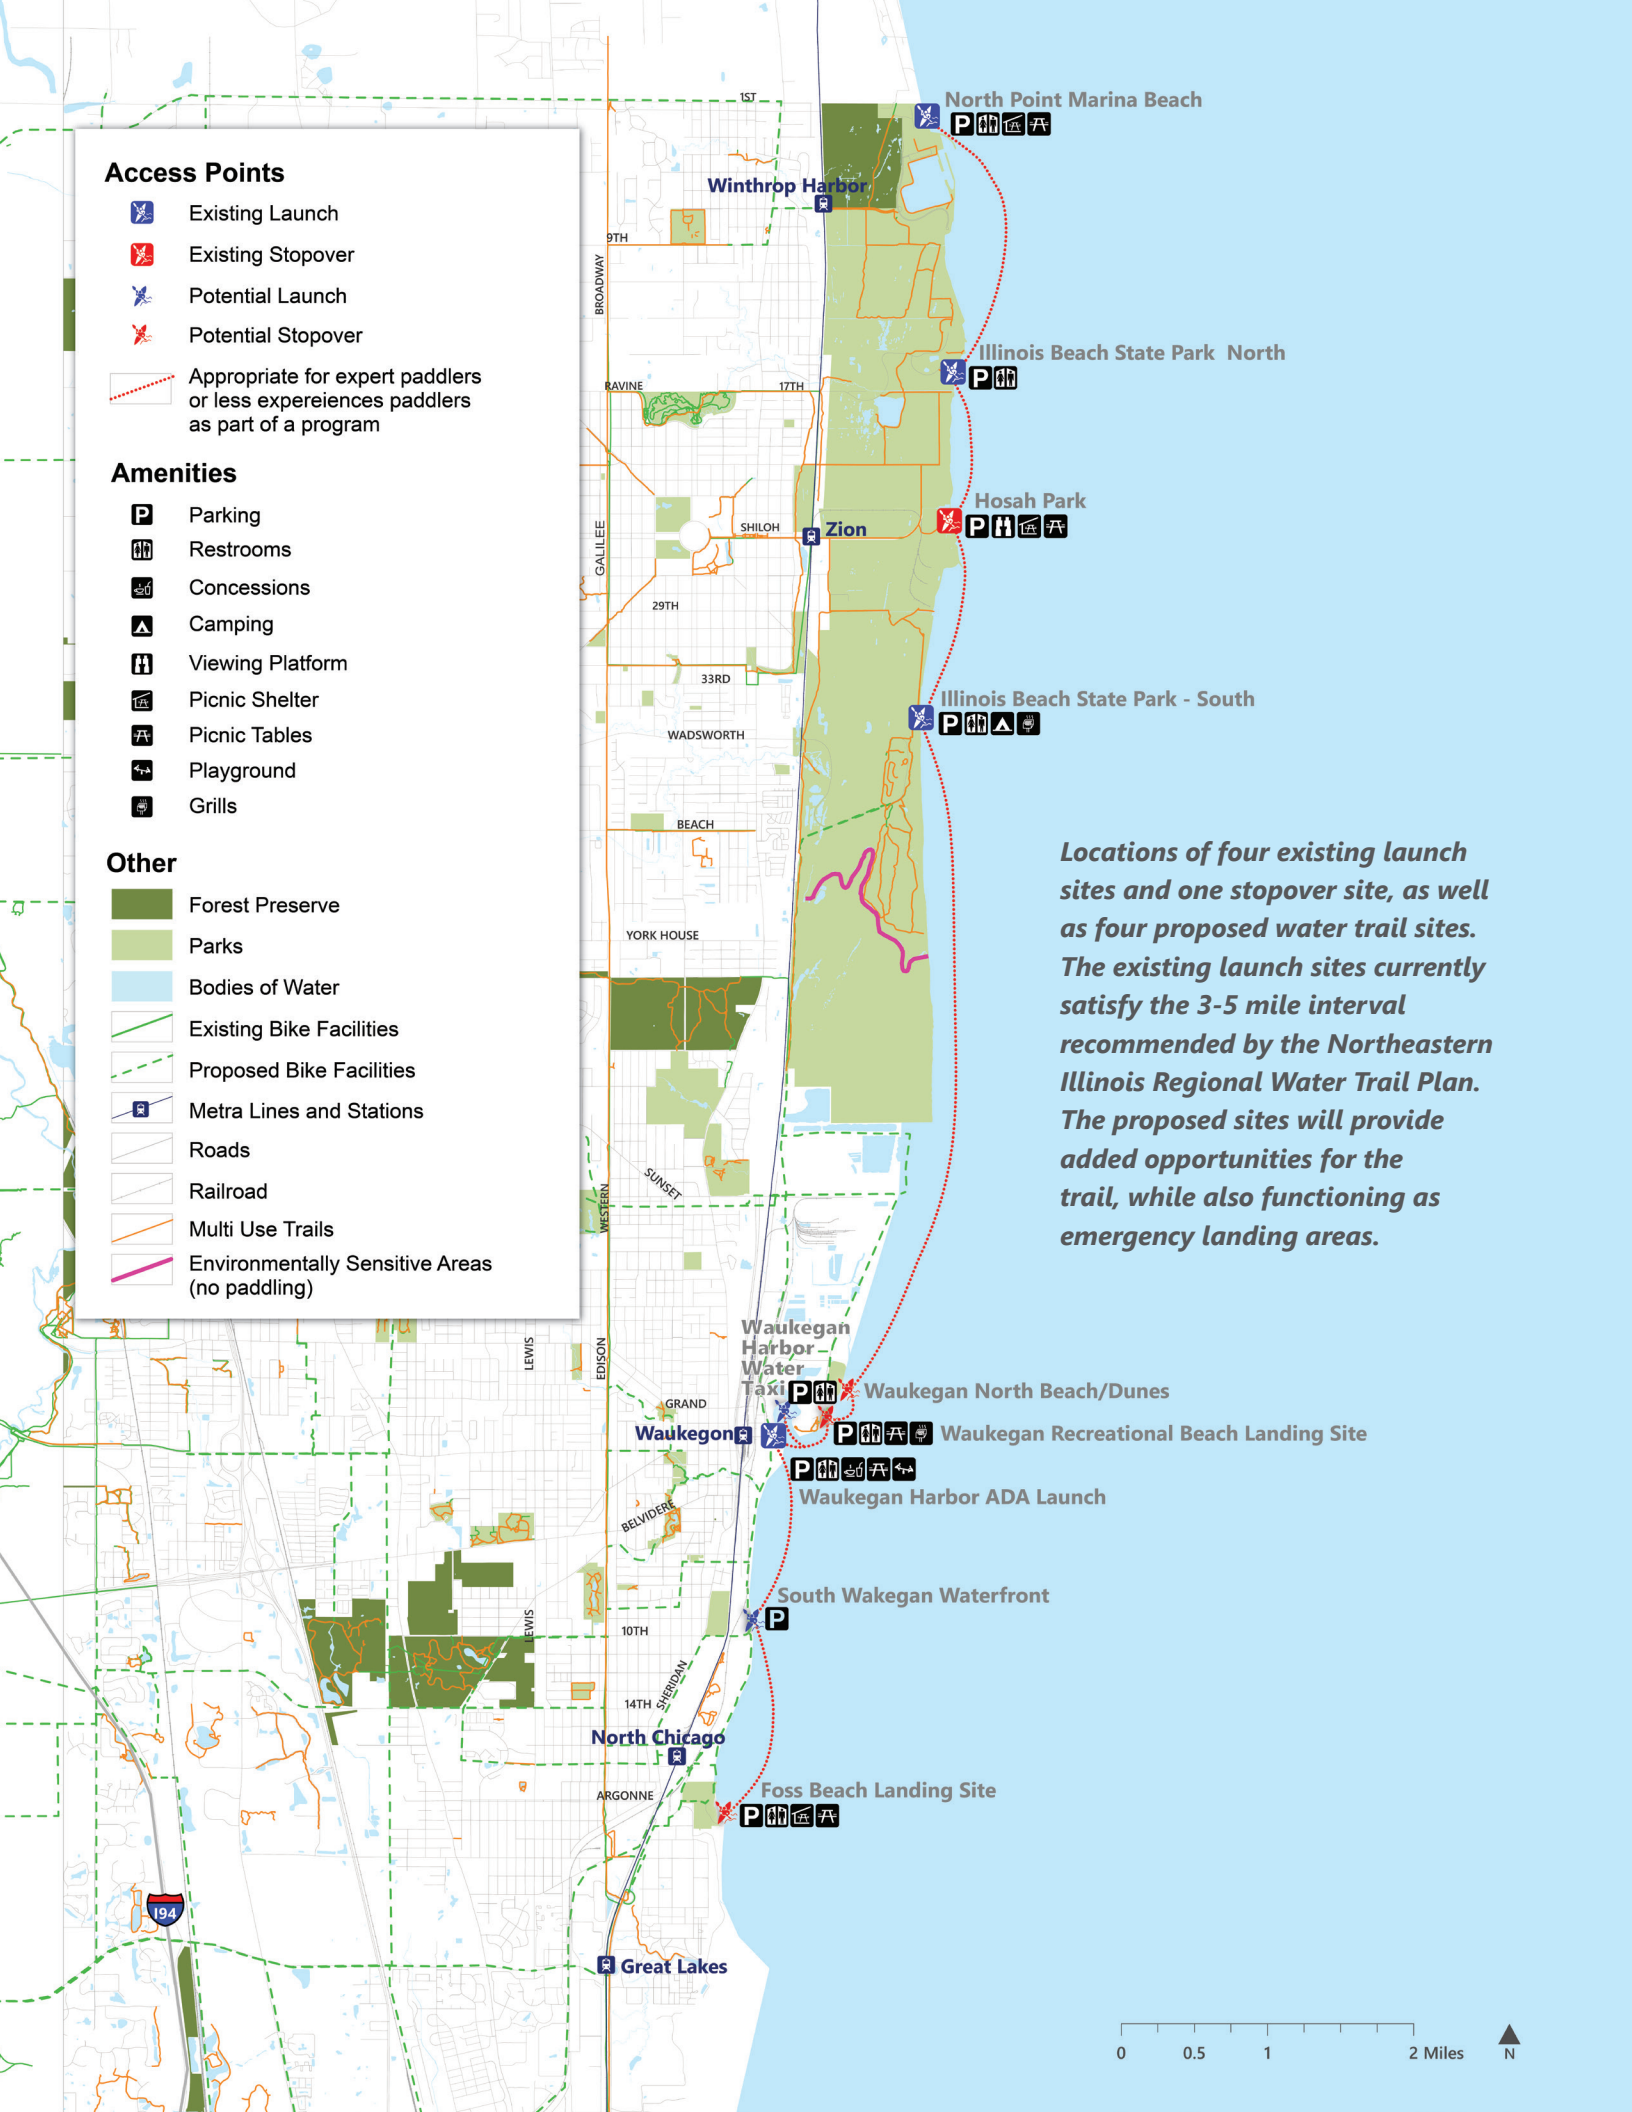 Access Points
Existing Launch
Existing Stopover
Potential Launch
Potential Stopover
Appropriate for expert paddlers
or less expereiences paddlers
as part of a program
Amenities
P Parking
Restrooms
Concessions
Camping
Viewing Platform
Picnic Shelter
Picnic Tables
Playground
Grills
Other
Forest Preserve
Parks
Bodies of Water
Existing Bike Facilities
Proposed Bike Facilities
Metra Lines and Stations
Roads
Railroad
Multi Use Trails
Environmentally Sensitive Areas
(no paddling)
1ST
North Point Marina Beach
P
Winthrop Harbor
9TH
BROADWAY
Illinois Beach State Park North
P
RAVINE
17TH
Hosah Park
P
SHILOH
Zion
GALILEE
29TH
33RD
Illinois Beach State Park - South
P
WADSWORTH
BEACH
YORK HOUSE
Locations of four existing launch
sites and one stopover site, as well
as four proposed water trail sites.
The existing launch sites currently
satisfy the 3-5 mile interval
recommended by the Northeastern
Illinois Regional Water Trail Plan.
The proposed sites will provide
added opportunities for the
trail, while also functioning as
emergency landing areas.
SUNSET
WESTERN
Waukegan
Harbor
Water
Taxi
P
Waukegan North Beach/Dunes
LEWIS
EDISON
GRAND
Waukegon
P
Waukegan Recreational Beach Landing Site
P
Waukegan Harbor ADA Launch
BELVIDERE
South Wakegan Waterfront
P
LEWIS
10TH
SHERIDAN
14TH
North Chicago
ARGONNE
Foss Beach Landing Site
P
I94
Great Lakes
0 0.5 1 2 Miles
N